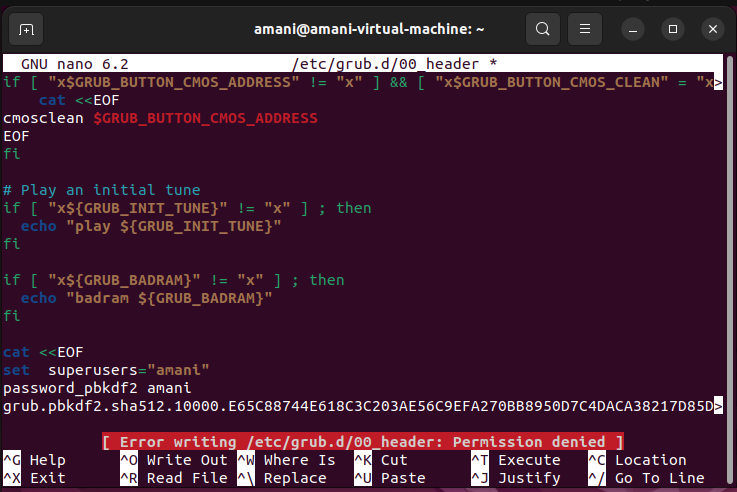 amani@amani-virtual-machine: ~
GNU nano 6.2 /etc/grub.d/00_header *
if [ "x$GRUB_BUTTON_CMOS_ADDRESS" != "x" ] && [ "x$GRUB_BUTTON_CMOS_CLEAN" = "x>
    cat <<EOF
cmosclean $GRUB_BUTTON_CMOS_ADDRESS
EOF
fi

# Play an initial tune
if [ "x${GRUB_INIT_TUNE}" != "x" ] ; then
  echo "play ${GRUB_INIT_TUNE}"
fi

if [ "x${GRUB_BADRAM}" != "x" ] ; then
  echo "badram ${GRUB_BADRAM}"
fi

cat <<EOF
set  superusers="amani"
password_pbkdf2 amani
grub.pbkdf2.sha512.10000.E65C88744E618C3C203AE56C9EFA270BB8950D7C4DACA38217D85D>
[ Error writing /etc/grub.d/00_header: Permission denied ]
^G Help ^O Write Out ^W Where Is ^K Cut ^T Execute ^C Location
^X Exit ^R Read File ^\ Replace ^U Paste ^J Justify ^/ Go To Line